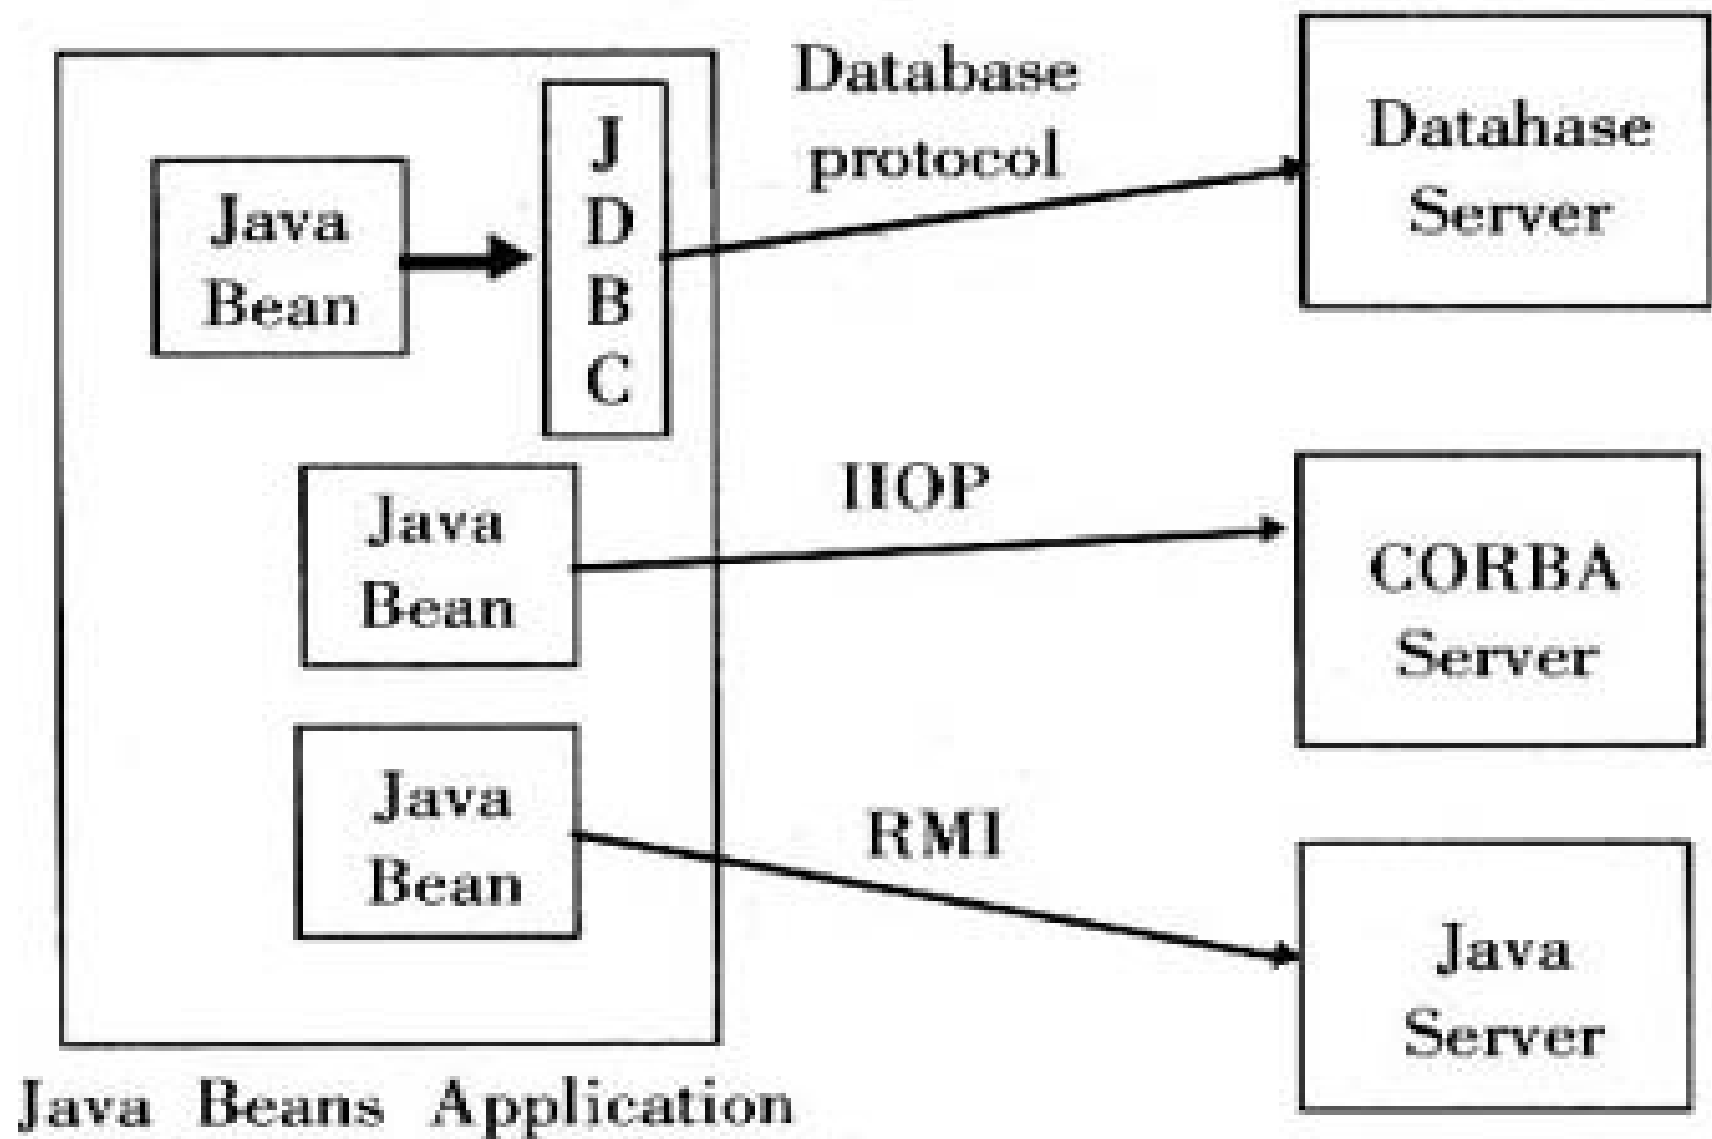 Java
Bean
J
D
B
C
Database
protocol
Datahase
Server
Java
Bean
IIOP
CORBA
Server
Java
Bean
RMI
Java
Server
Java Beans Application